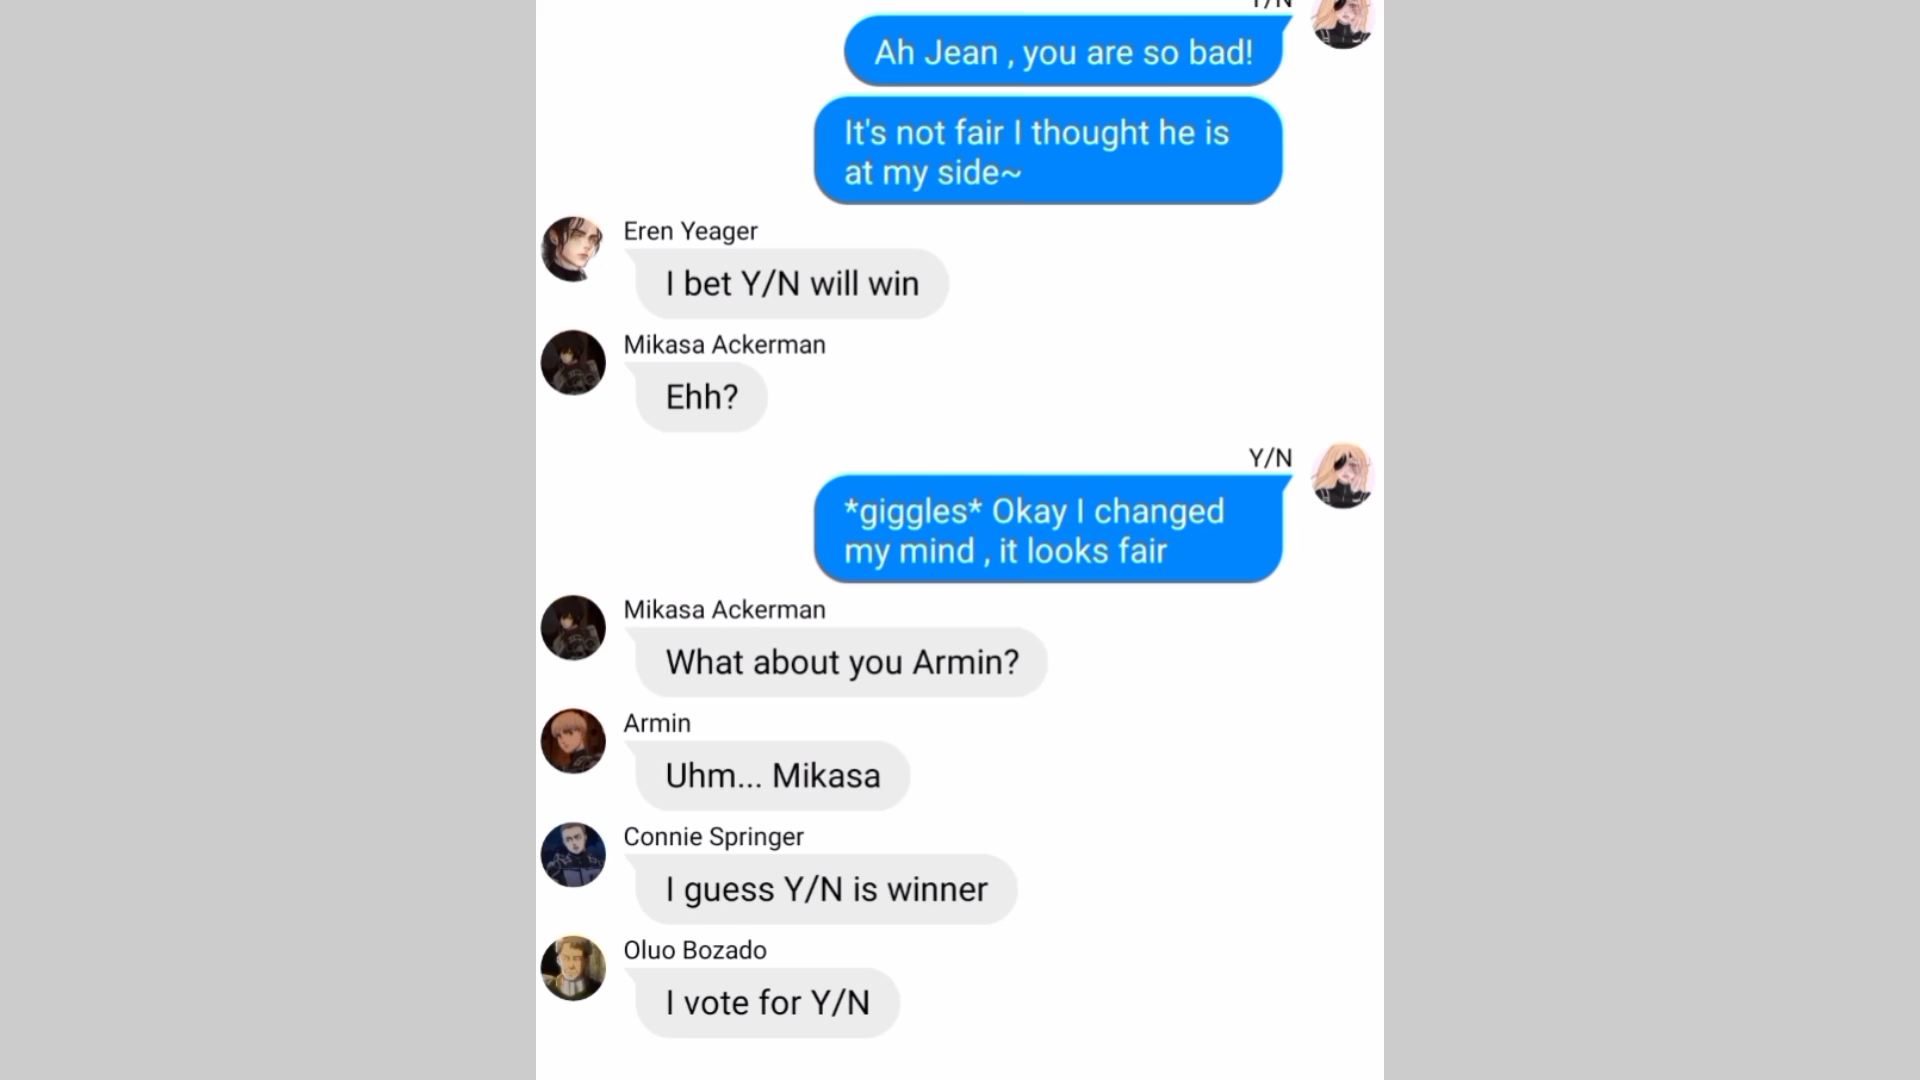 Y/N
Ah Jean , you are so bad!
It's not fair I thought he is
at my side~
Eren Yeager
I bet Y/N will win
Mikasa Ackerman
Ehh?
Y/N
*giggles* Okay I changed
my mind , it looks fair
Mikasa Ackerman
What about you Armin?
Armin
Uhm... Mikasa
Connie Springer
I guess Y/N is winner
Oluo Bozado
I vote for Y/N